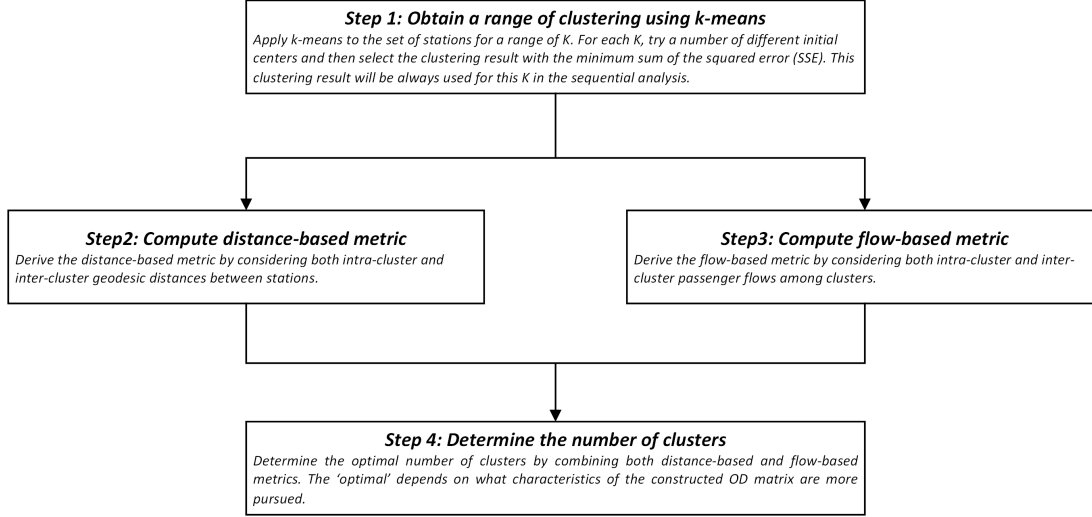 Step 1: Obtain a range of clustering using k-means
Apply k-means to the set of stations for a range of K. For each K, try a number of different initial
centers and then select the clustering result with the minimum sum of the squared error (SSE). This
clustering result will be always used for this K in the sequential analysis.
Step2: Compute distance-based metric
Derive the distance-based metric by considering both intra-cluster and
inter-cluster geodesic distances between stations.
Step3: Compute flow-based metric
Derive the flow-based metric by considering both intra-cluster and inter-
cluster passenger flows among clusters.
Step 4: Determine the number of clusters
Determine the optimal number of clusters by combining both distance-based and flow-based
metrics. The ‘optimal’ depends on what characteristics of the constructed OD matrix are more
pursued.